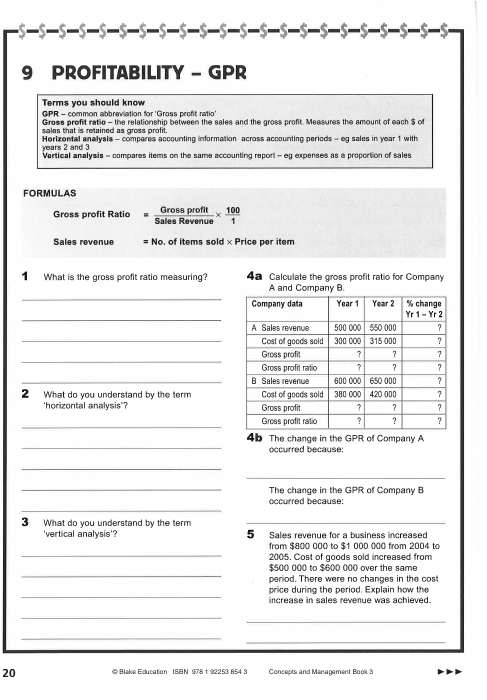 9 PROFITABILITY – GPR
Terms you should know
GPR – common abbreviation for 'Gross profit ratio'
Gross profit ratio – the relationship between the sales and the gross profit. Measures the amount of each $ of
sales that is retained as gross profit.
Horizontal analysis – compares accounting information across accounting periods – eg sales in year 1 with
years 2 and 3
Vertical analysis – compares items on the same accounting report – eg expenses as a proportion of sales
FORMULAS
Gross profit Ratio = Gross profit / Sales Revenue × 100 / 1
Sales revenue = No. of items sold × Price per item
1 What is the gross profit ratio measuring?
2 What do you understand by the term
'horizontal analysis'?
3 What do you understand by the term
'vertical analysis'?
4a Calculate the gross profit ratio for Company
A and Company B.
Company data Year 1 Year 2 % change
Yr 1 – Yr 2
A Sales revenue 500 000 550 000 ?
Cost of goods sold 300 000 315 000 ?
Gross profit ? ? ?
Gross profit ratio ? ? ?
B Sales revenue 600 000 650 000 ?
Cost of goods sold 380 000 420 000 ?
Gross profit ? ? ?
Gross profit ratio ? ? ?
4b The change in the GPR of Company A
occurred because:
The change in the GPR of Company B
occurred because:
5 Sales revenue for a business increased
from $800 000 to $1 000 000 from 2004 to
2005. Cost of goods sold increased from
$500 000 to $600 000 over the same
period. There were no changes in the cost
price during the period. Explain how the
increase in sales revenue was achieved.
20 © Blake Education ISBN 978 1 92253 854 3 Concepts and Management Book 3